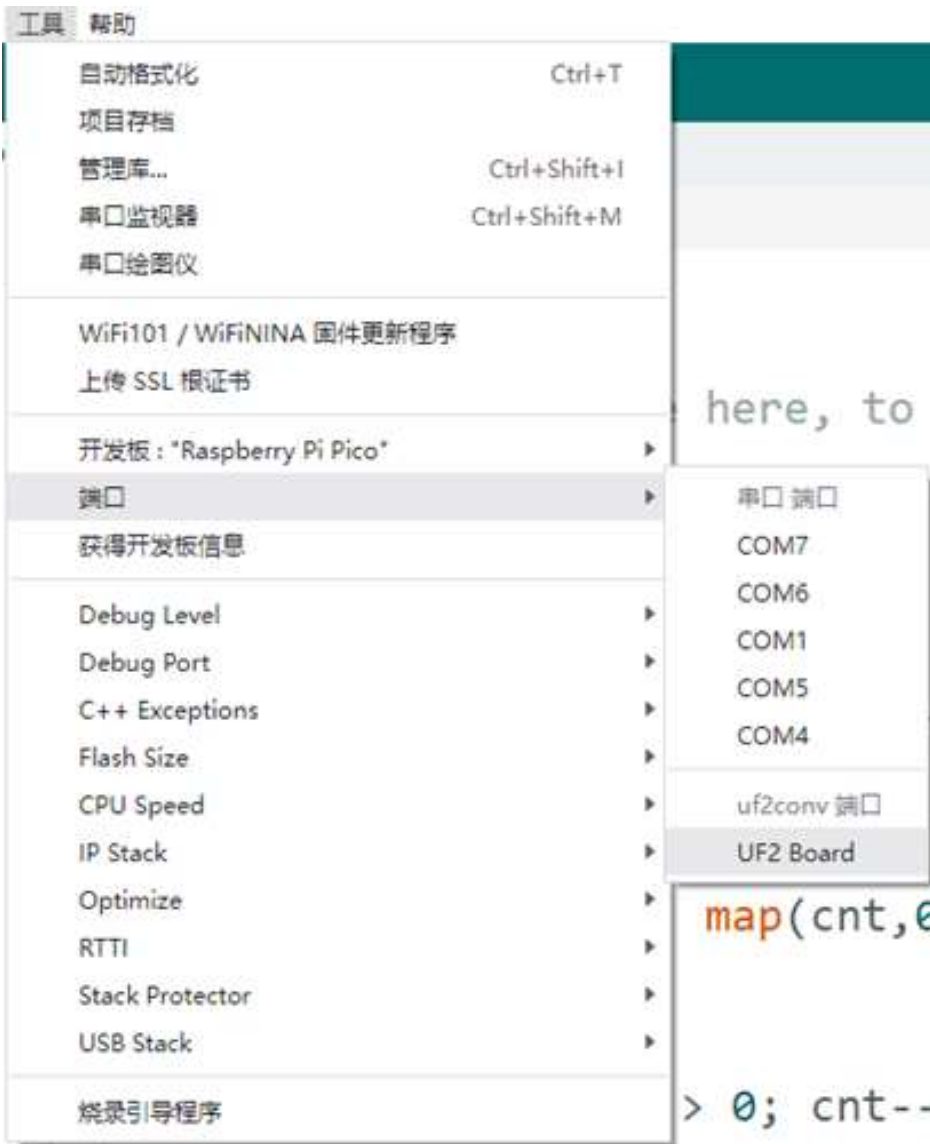 工具 帮助
自动格式化 Ctrl+T
项目存档
管理库... Ctrl+Shift+I
串口监视器 Ctrl+Shift+M
串口绘图仪
WiFi101 / WiFiNINA 固件更新程序
上传 SSL 根证书
here, to
开发板 : "Raspberry Pi Pico"
端口
获得开发板信息
串口 端口
COM7
COM6
COM1
COM5
COM4
uf2conv 端口
UF2 Board
Debug Level
Debug Port
C++ Exceptions
Flash Size
CPU Speed
IP Stack
Optimize
RTTI
Stack Protector
USB Stack
烧录引导程序
map(cnt,0
> 0; cnt--